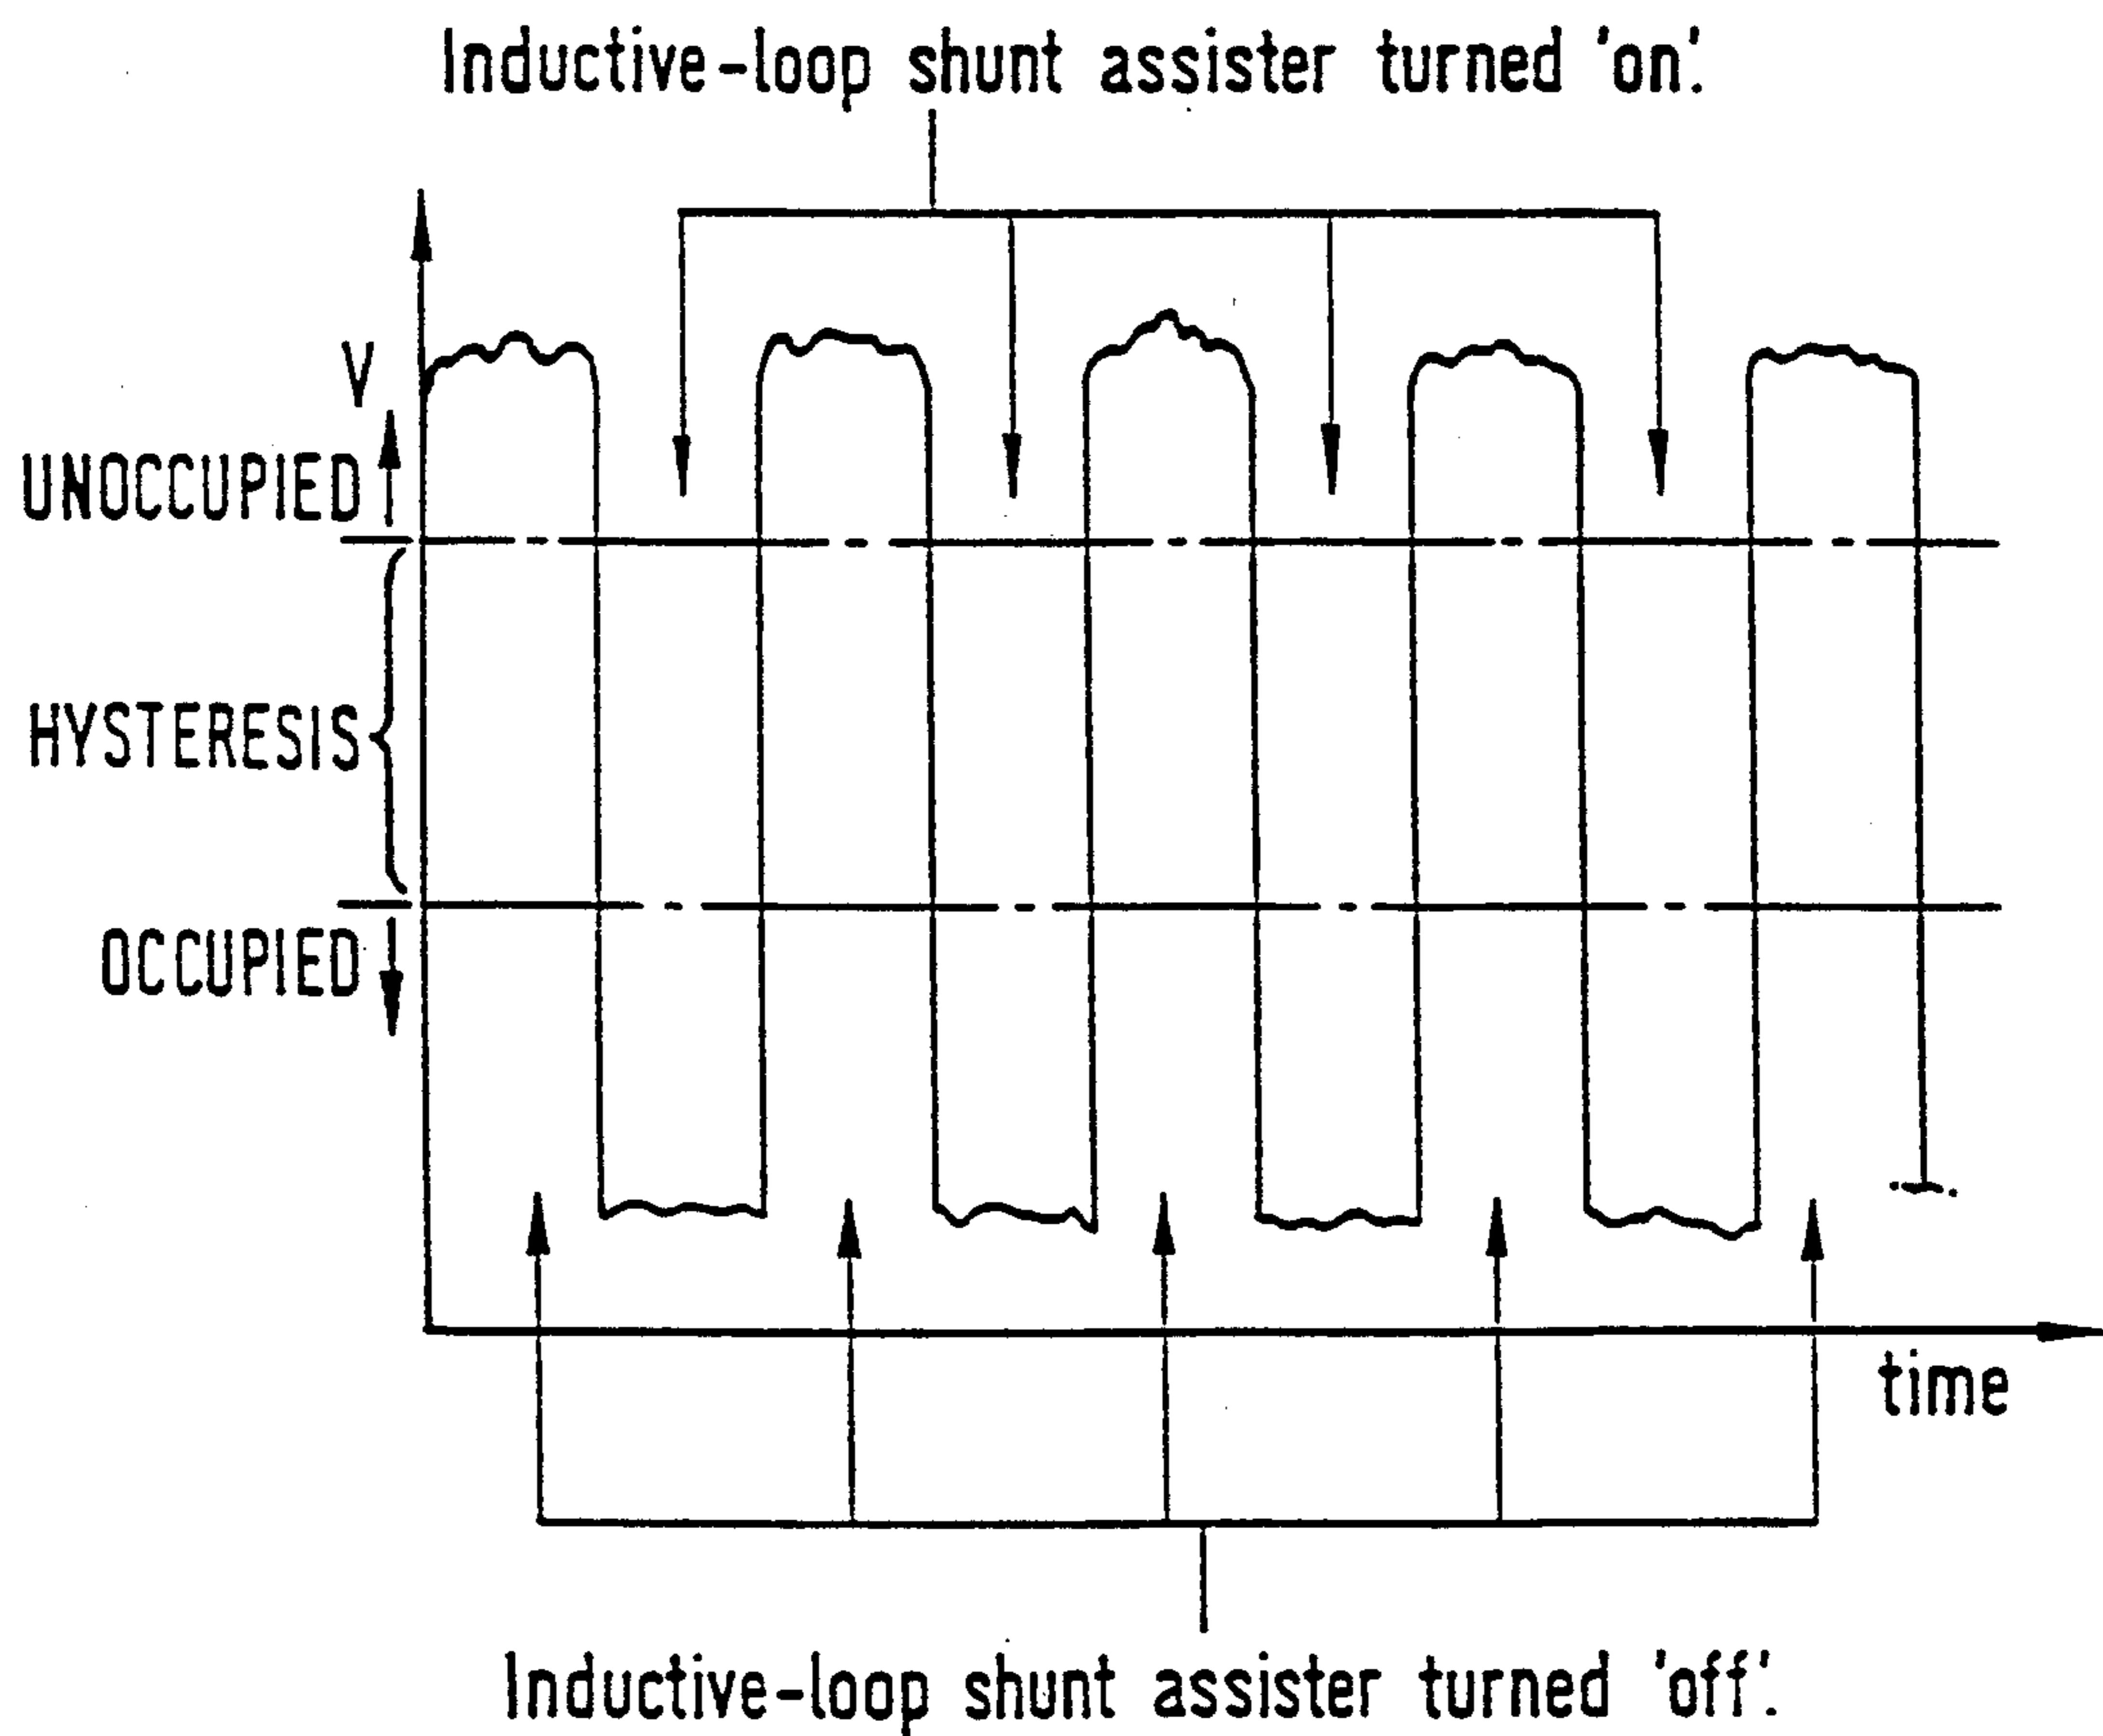 Inductive-loop shunt assister turned 'on'.
V
UNOCCUPIED
HYSTERESIS
OCCUPIED
time
Inductive-loop shunt assister turned 'off'.